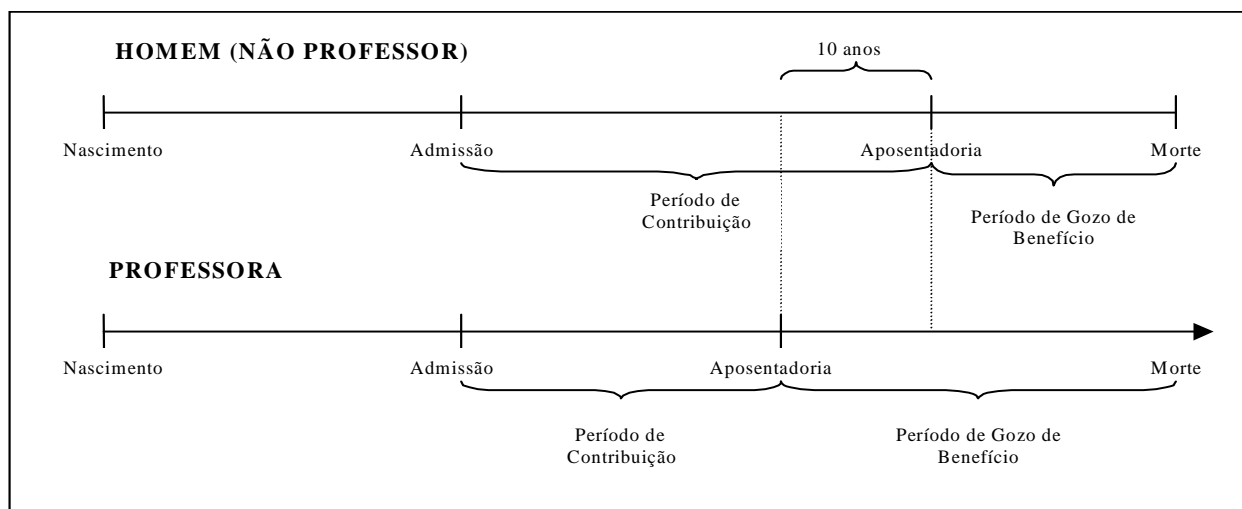 HOMEM (NÃO PROFESSOR)
10 anos
Nascimento
Admissão
Aposentadoria
Morte
Período de
Contribuição
Período de Gozo de
Benefício
PROFESSORA
Nascimento
Admissão
Aposentadoria
Morte
Período de
Contribuição
Período de Gozo de
Benefício